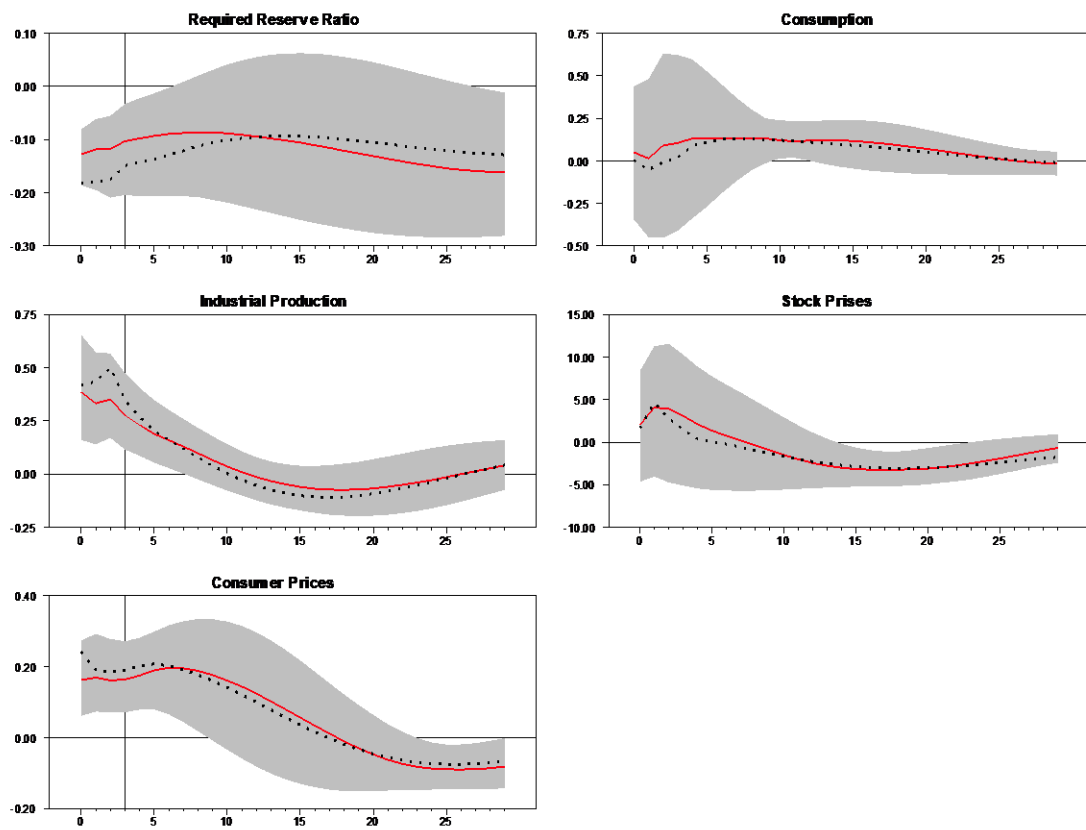 Required Reserve Ratio
0.10
0.00
-0.10
-0.20
-0.30
0 5 10 15 20 25
Consumption
0.75
0.50
0.25
0.00
-0.25
-0.50
0 5 10 15 20 25
Industrial Production
0.75
0.50
0.25
0.00
-0.25
0 5 10 15 20 25
Stock Prises
15.00
10.00
5.00
0.00
-5.00
-10.00
0 5 10 15 20 25
Consumer Prices
0.40
0.20
0.00
-0.20
0 5 10 15 20 25